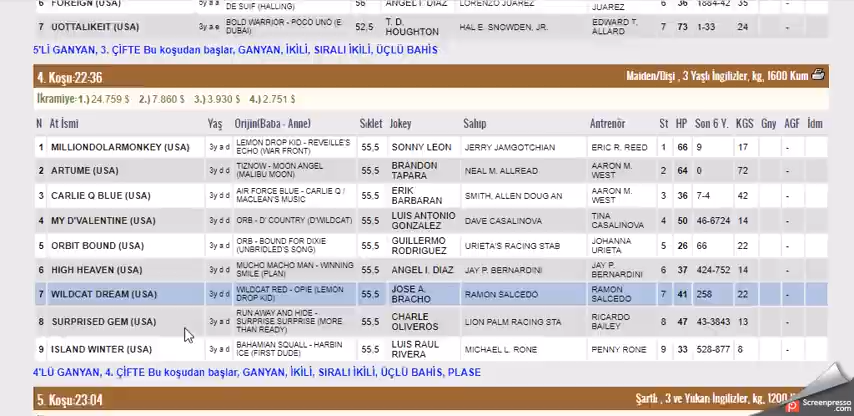 6 FOREIGN (USA) 3y a e DE SUIF (HALLING) 56 ANGEL I. DIAZ LORENZO JUAREZ JUAREZ 6 36 1884-42 35
7 UOTTALIKEIT (USA) 3y a e BOLD WARRIOR - POCO UNO (E. DUBAI) 52,5 T. D. HOUGHTON HAL E. SNOWDEN, JR. EDWARD T. ALLARD 7 73 1-33 24
5'Lİ GANYAN, 3. ÇİFTE Bu koşudan başlar, GANYAN, İKİLİ, SIRALI İKİLİ, ÜÇLÜ BAHİS
4. Koşu:22-36 Maiden/Dişi , 3 Yaşlı İngilizler, kg, 1600 Kum
İkramiye:1.) 24.759 $ 2.) 7.860 $ 3.) 3.930 $ 4.) 2.751 $
N At İsmi Yaş Orijin(Baba - Anne) Sıklet Jokey Sahip Antrenör St HP Son 6 Y. KGS Gny AGF İdm
1 MILLIONDOLARMONKEY (USA) 3y a d LEMON DROP KID - REVEILLE'S ECHO (WAR FRONT) 55,5 SONNY LEON JERRY JAMGOTCHIAN ERIC R. REED 1 66 9 17 -
2 ARTUME (USA) 3y d d TIZNOW - MOON ANGEL (MALIBU MOON) 55,5 BRANDON TAPARA NEAL M. ALLREAD AARON M. WEST 2 64 0 72 -
3 CARLIE Q BLUE (USA) 3y d d AIR FORCE BLUE - CARLIE Q / MACLEAN'S MUSIC 55,5 ERIK BARBARAN SMITH, ALLEN DOUG AN AARON M. WEST 3 36 7-4 42 -
4 MY D'VALENTINE (USA) 3y d d ORB - D' COUNTRY (D'WILDCAT) 55,5 LUIS ANTONIO GONZALEZ DAVE CASALINOVA TINA CASALINOVA 4 50 46-6724 14 -
5 ORBIT BOUND (USA) 3y a d ORB - BOUND FOR DIXIE (UNBRIDLED'S SONG) 55,5 GUILLERMO RODRIGUEZ URIETA'S RACING STAB JOHANNA URIETA 5 26 66 22 -
6 HIGH HEAVEN (USA) 3y d d MUCHO MACHO MAN - WINNING SMILE (PLAN) 55,5 ANGEL I. DIAZ JAY P. BERNARDINI JAY P. BERNARDINI 6 37 424-752 14 -
7 WILDCAT DREAM (USA) 3y d d WILDCAT RED - OPIE (LEMON DROP KID) 55,5 JOSE A. BRACHO RAMON SALCEDO RAMON SALCEDO 7 41 258 22 -
8 SURPRISED GEM (USA) 3y a d RUN AWAY AND HIDE - SURPRISE SURPRISE (MORE THAN READY) 55,5 CHARLE OLIVEROS LION PALM RACING STA RICARDO BAILEY 8 47 43-3843 13 -
9 ISLAND WINTER (USA) 3y d d BAHAMIAN SQUALL - HARBIN ICE (FIRST DUDE) 55,5 LUIS RAUL RIVERA MICHAEL L. RONE PENNY RONE 9 33 528-877 8 -
4'LÜ GANYAN, 4. ÇİFTE Bu koşudan başlar, GANYAN, İKİLİ, SIRALI İKİLİ, ÜÇLÜ BAHİS, PLASE
5. Koşu:23-04 Şartlı , 3 ve Yukarı İngilizler, kg, 1200
Screenpresso
Screenpresso.com